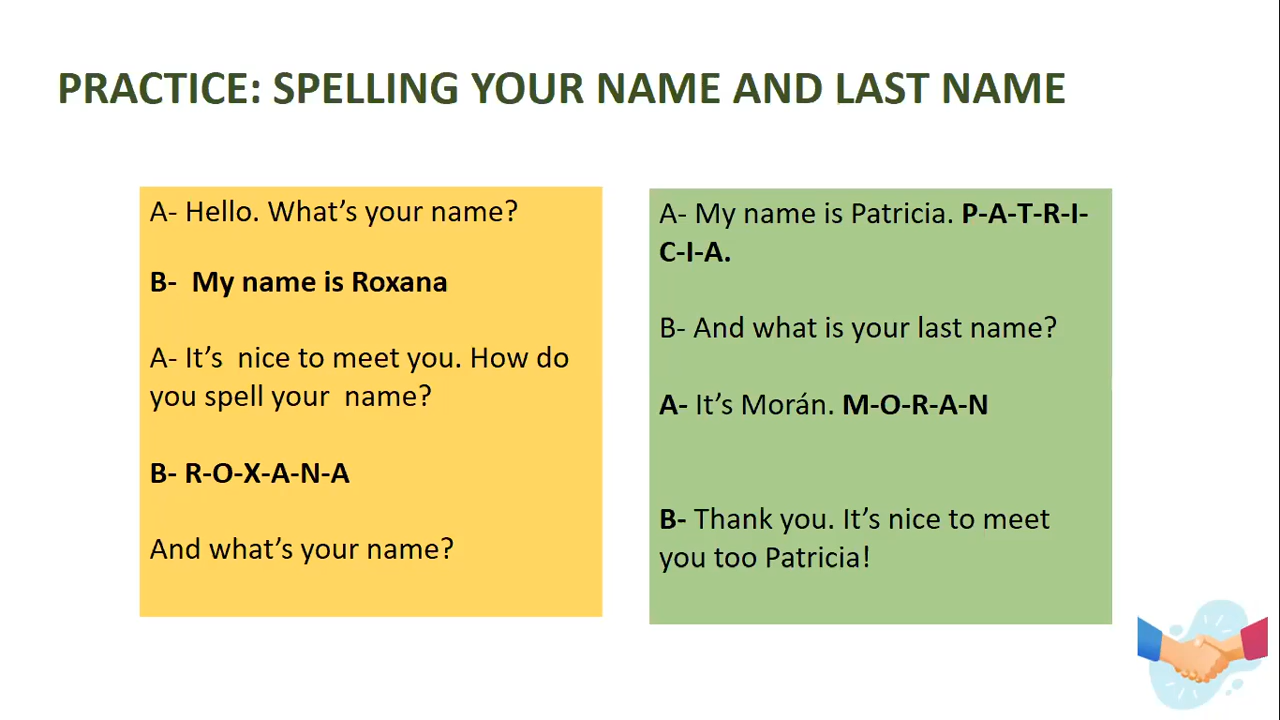 PRACTICE: SPELLING YOUR NAME AND LAST NAME
A- Hello. What’s your name?
B-  My name is Roxana
A- It’s  nice to meet you. How do
you spell your  name?
B- R-O-X-A-N-A
And what’s your name?
A- My name is Patricia. P-A-T-R-I-
C-I-A.
B- And what is your last name?
A- It’s Morán. M-O-R-A-N
B- Thank you. It’s nice to meet
you too Patricia!